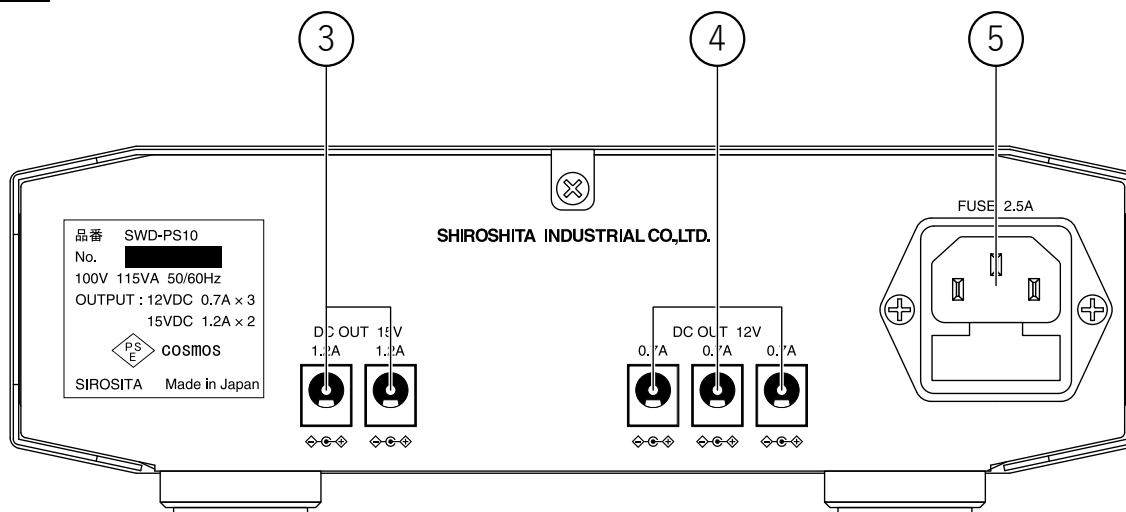 3 4 5
FUSE 2.5A
品番 SWD-PS10
No.
100V 115VA 50/60Hz
OUTPUT : 12VDC 0.7A × 3
15VDC 1.2A × 2
PS
E
cosmos
SIROSITA Made in Japan
SHIROSHITA INDUSTRIAL CO.,LTD.
DC OUT 15V
1.2A 1.2A
DC OUT 12V
0.7A 0.7A 0.7A